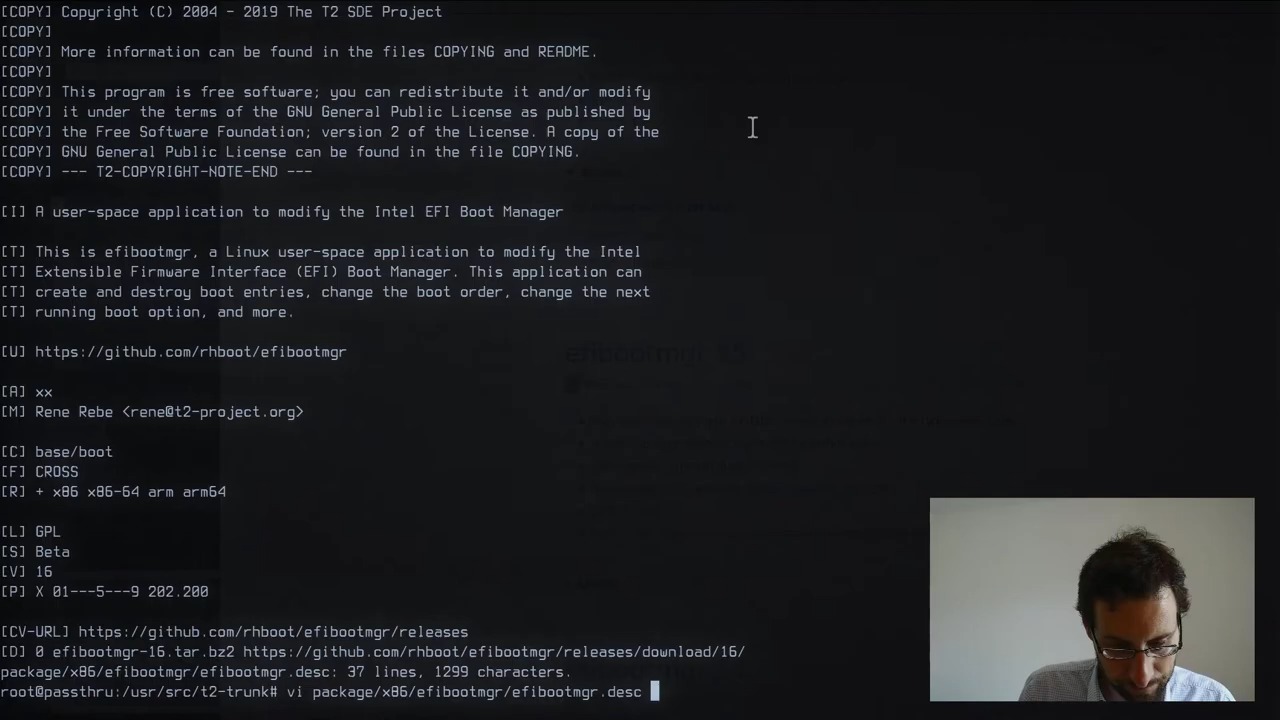 [COPY] Copyright (C) 2004 - 2019 The T2 SDE Project
[COPY]
[COPY] More information can be found in the files COPYING and README.
[COPY]
[COPY] This program is free software; you can redistribute it and/or modify
[COPY] it under the terms of the GNU General Public License as published by
[COPY] the Free Software Foundation; version 2 of the License. A copy of the
[COPY] GNU General Public License can be found in the file COPYING.
[COPY] --- T2-COPYRIGHT-NOTE-END ---
[I] A user-space application to modify the Intel EFI Boot Manager
[T] This is efibootmgr, a Linux user-space application to modify the Intel
[T] Extensible Firmware Interface (EFI) Boot Manager. This application can
[T] create and destroy boot entries, change the boot order, change the next
[T] running boot option, and more.
[U] https://github.com/rhboot/efibootmgr
[A] xx
[M] Rene Rebe <rene@t2-project.org>
[C] base/boot
[F] CROSS
[R] + x86 x86-64 arm arm64
[L] GPL
[S] Beta
[V] 16
[P] X 01---5---9 202.200
[CV-URL] https://github.com/rhboot/efibootmgr/releases
[D] 0 efibootmgr-16.tar.bz2 https://github.com/rhboot/efibootmgr/releases/download/16/
package/x86/efibootmgr/efibootmgr.desc: 37 lines, 1299 characters.
root@passthru:/usr/src/t2-trunk# vi package/x86/efibootmgr/efibootmgr.desc